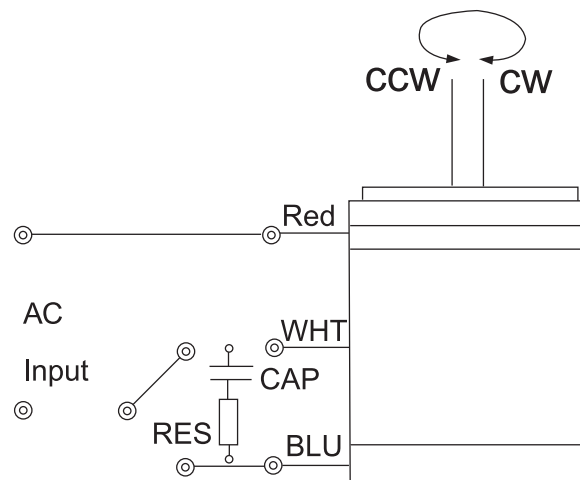 CCW CW
Red
AC
WHT
Input
CAP
RES
BLU